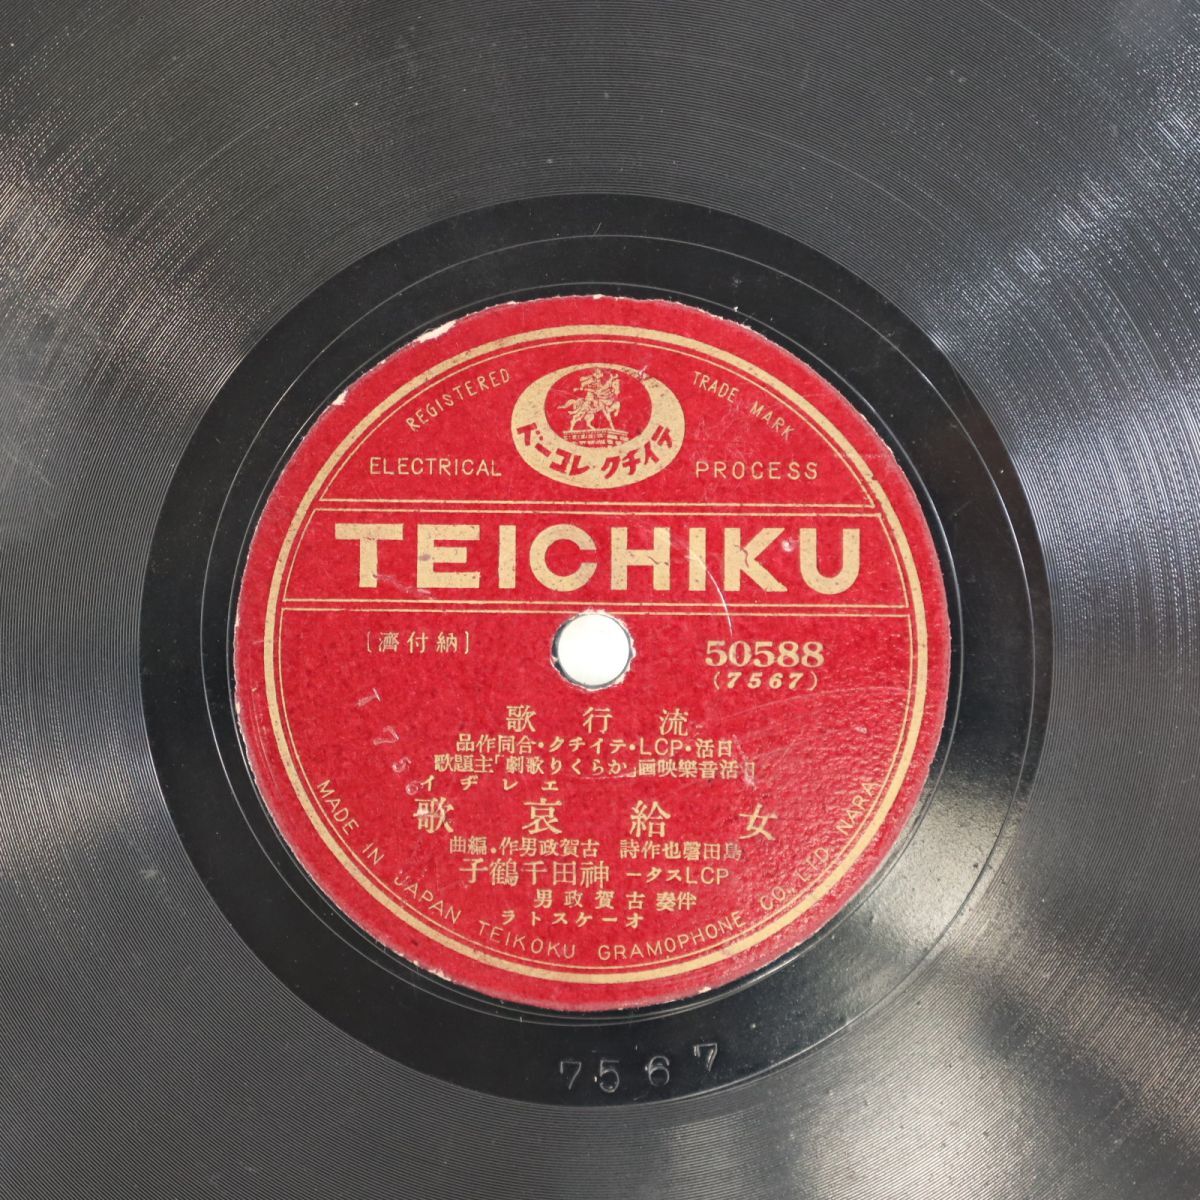 REGISTERED TRADE MARK
テイチク・レコード
ELECTRICAL PROCESS
TEICHIKU
[納付濟]
50588
(7567)
流行歌
日活・PCL・テイチク・合同作品
日活音樂映画「からくり歌劇」主題歌
エレヂイ
女給哀歌
島田磬也作詩 古賀政男作・編曲
PCLスター 神田千鶴子
伴奏 古賀政男
オーケストラ
MADE IN JAPAN TEIKOKU GRAMOPHONE CO., LTD. NARA
7567